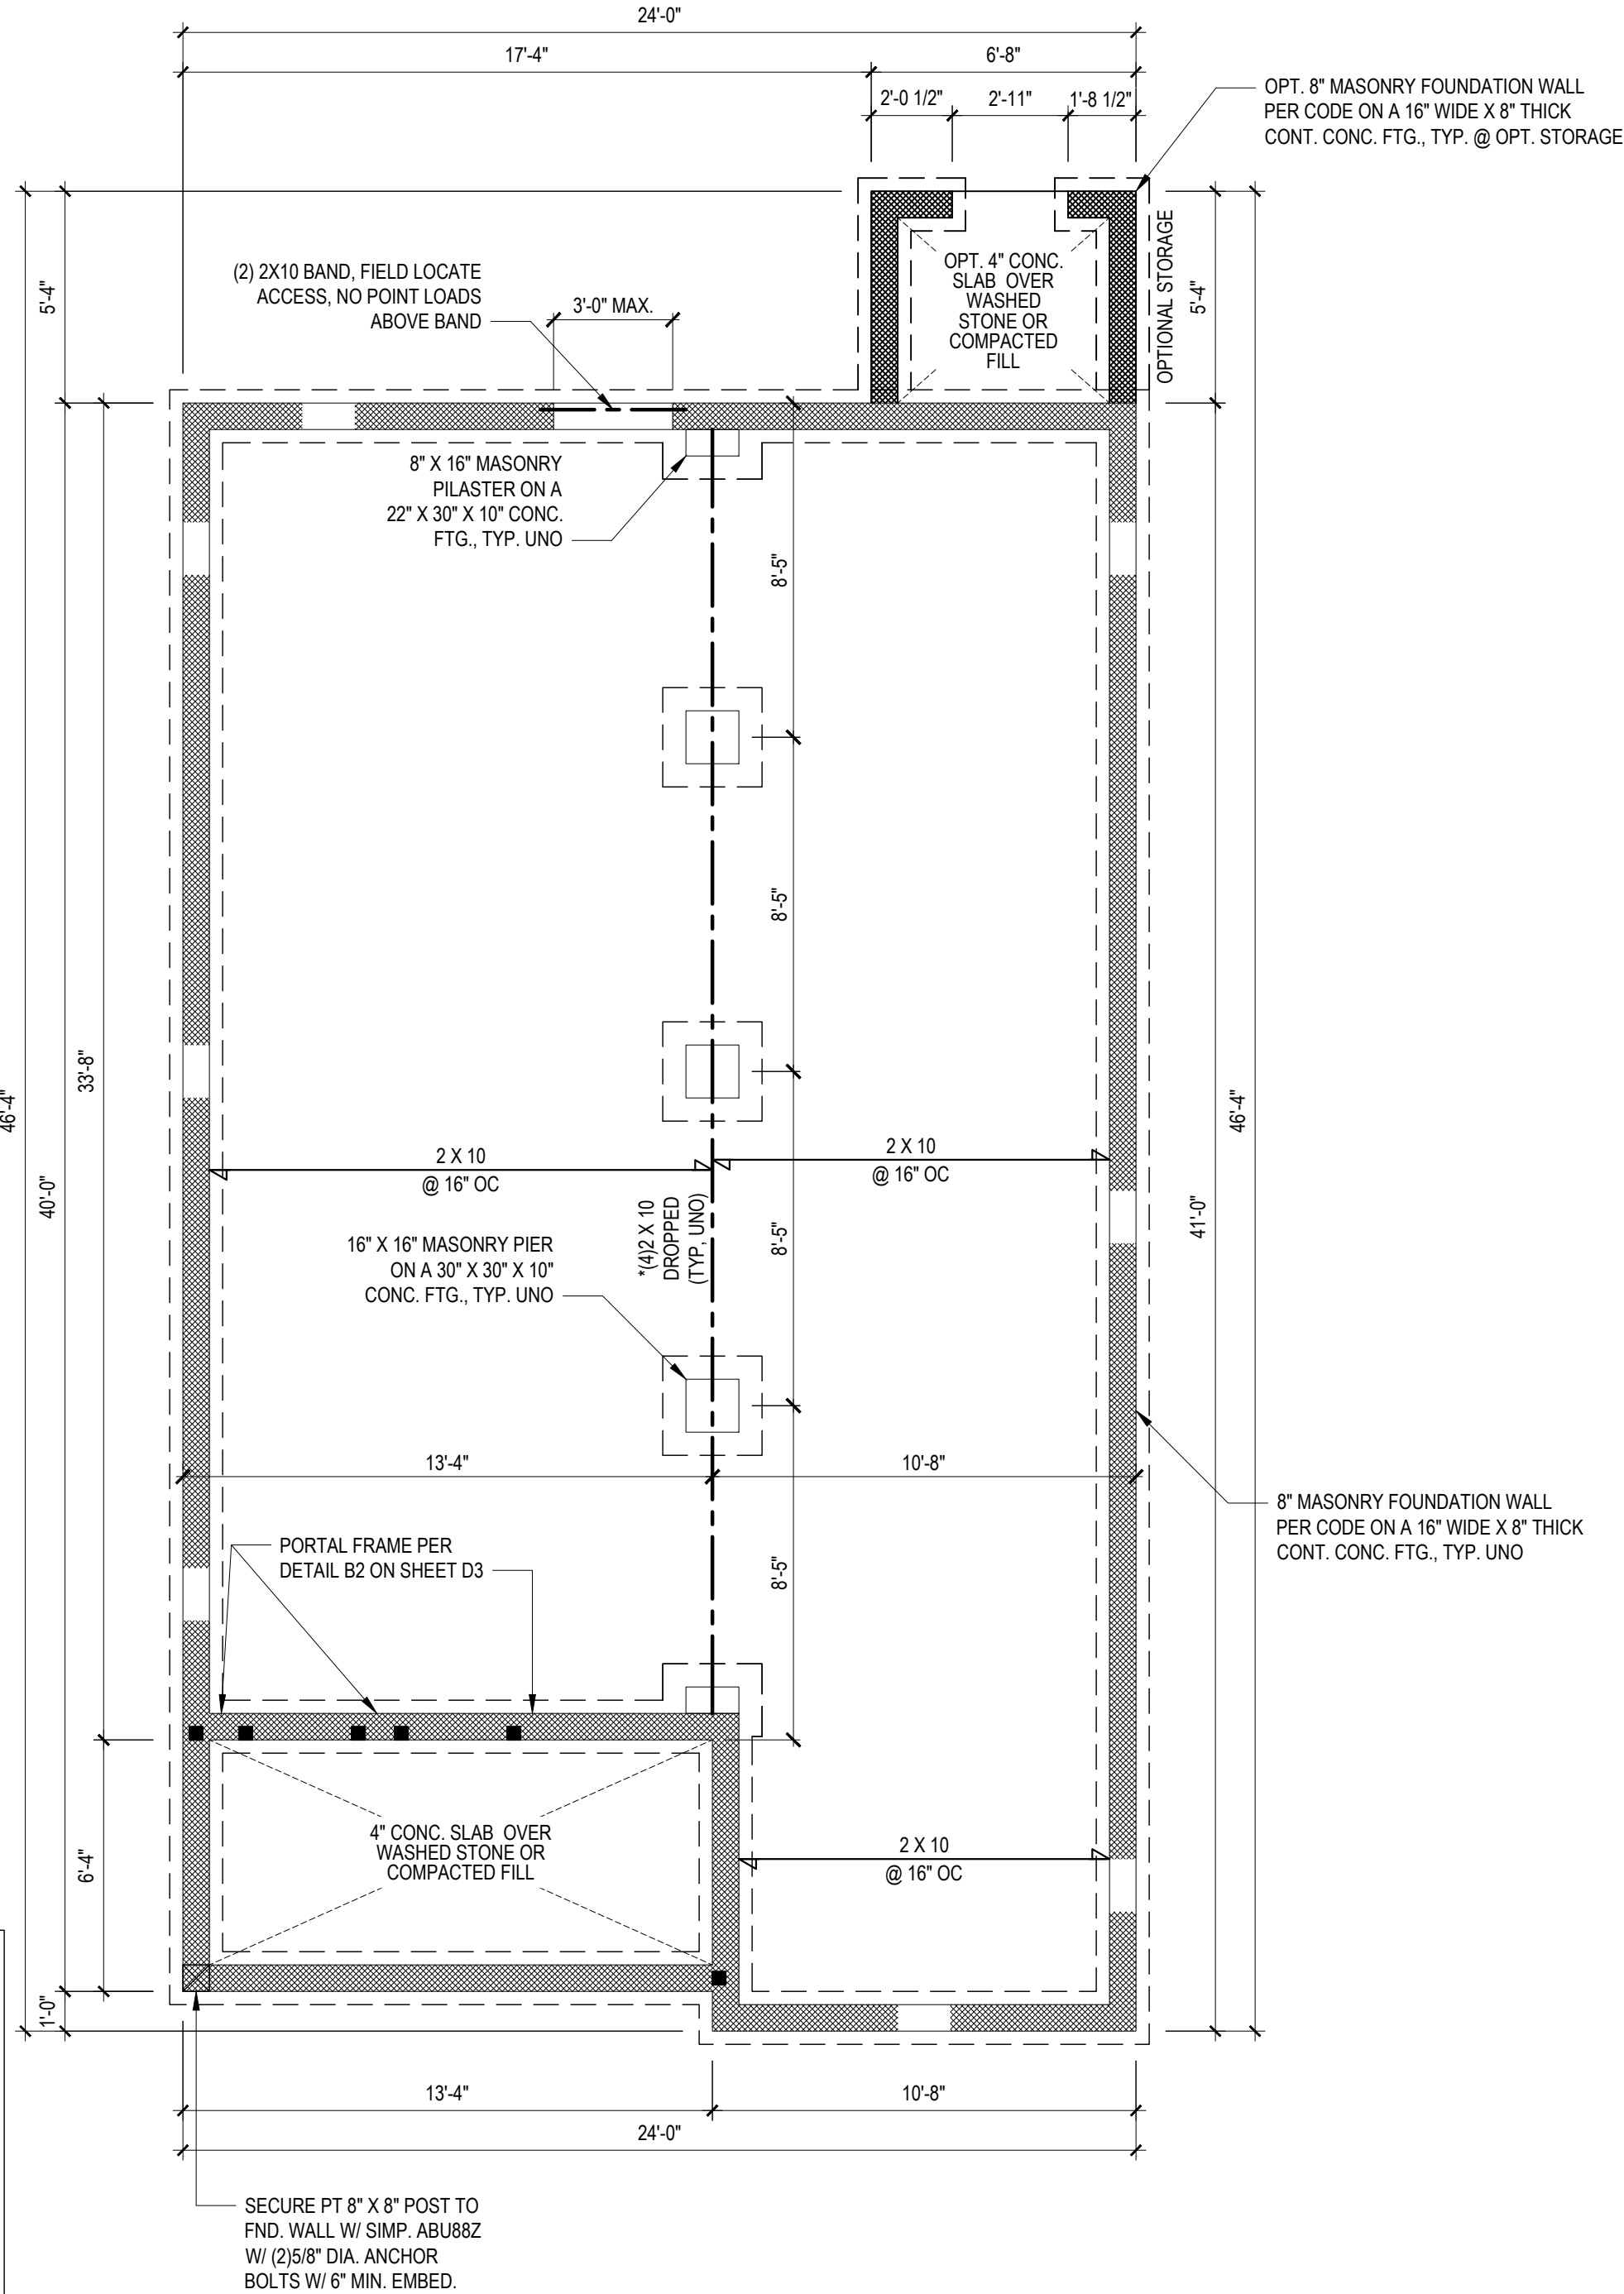 24'-0"
17'-4"
6'-8"
2'-0 1/2"
2'-11"
1'-8 1/2"
OPT. 8" MASONRY FOUNDATION WALL
PER CODE ON A 16" WIDE X 8" THICK
CONT. CONC. FTG., TYP. @ OPT. STORAGE
OPTIONAL STORAGE
OPT. 4" CONC.
SLAB OVER
WASHED
STONE OR
COMPACTED
FILL
5'-4"
5'-4"
(2) 2X10 BAND, FIELD LOCATE
ACCESS, NO POINT LOADS
ABOVE BAND
3'-0" MAX.
8" X 16" MASONRY
PILASTER ON A
22" X 30" X 10" CONC.
FTG., TYP. UNO
8'-5"
8'-5"
33'-8"
46'-4"
46'-4"
2 X 10
@ 16" OC
2 X 10
@ 16" OC
40'-0"
41'-0"
*(4)2 X 10
DROPPED
(TYP, UNO)
8'-5"
16" X 16" MASONRY PIER
ON A 30" X 30" X 10"
CONC. FTG., TYP. UNO
13'-4"
10'-8"
8" MASONRY FOUNDATION WALL
PER CODE ON A 16" WIDE X 8" THICK
CONT. CONC. FTG., TYP. UNO
PORTAL FRAME PER
DETAIL B2 ON SHEET D3
8'-5"
4" CONC. SLAB OVER
WASHED STONE OR
COMPACTED FILL
2 X 10
@ 16" OC
6'-4"
1'-0"
13'-4"
10'-8"
24'-0"
SECURE PT 8" X 8" POST TO
FND. WALL W/ SIMP. ABU88Z
W/ (2)5/8" DIA. ANCHOR
BOLTS W/ 6" MIN. EMBED.